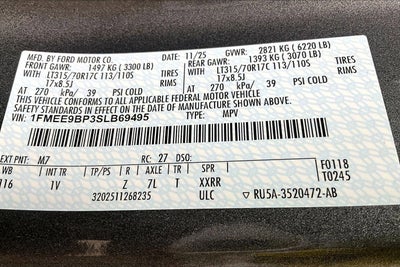 MFD. BY FORD MOTOR CO. DATE: 11/25 GVWR: 2821 KG (6220 LB)
FRONT GAWR: 1497 KG (3300 LB) REAR GAWR: 1393 KG (3070 LB)
WITH LT315/70R17C 113/110S TIRES WITH LT315/70R17C 113/110S TIRES
17x8.5J RIMS 17x8.5J RIMS
AT 270 kPa/ 39 PSI COLD AT 270 kPa/ 39 PSI COLD
THIS VEHICLE CONFORMS TO ALL APPLICABLE FEDERAL MOTOR VEHICLE
SAFETY STANDARDS IN EFFECT ON THE DATE OF MANUFACTURE SHOWN ABOVE.
VIN: 1FMEE9BP3SLB69495 TYPE: MPV
EXT PNT: M7 RC: 27 DSO: F0118
WB BRK INT TR TP/PS R AXLE TR SPR T0245
116 1V Z 7L T XXRR
3202511268235 ULC RU5A-3520472-AB